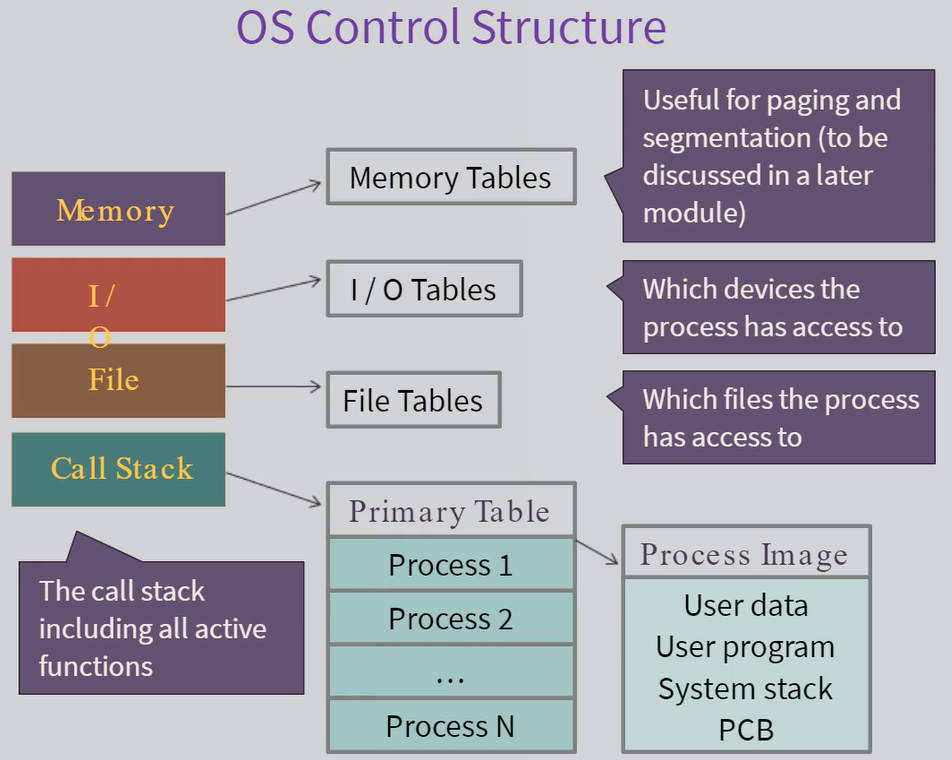 OS Control Structure
Memory
I /
O
File
Call Stack
The call stack
including all active
functions
Memory Tables
I / O Tables
File Tables
Primary Table
Process 1
Process 2
...
Process N
Useful for paging and
segmentation (to be
discussed in a later
module)
Which devices the
process has access to
Which files the process
has access to
Process Image
User data
User program
System stack
PCB